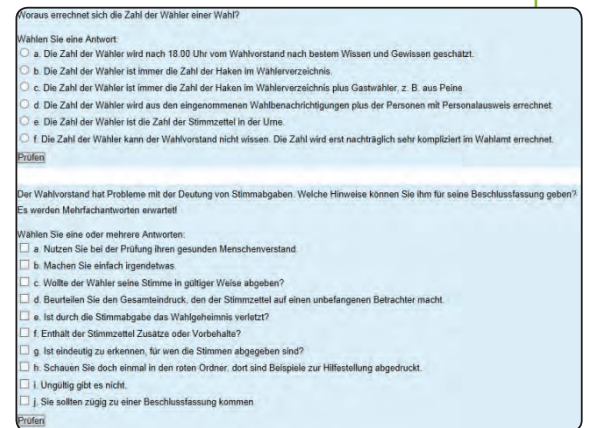 Woraus errechnet sich die Zahl der Wähler einer Wahl?
Wählen Sie eine Antwort:
a. Die Zahl der Wähler wird nach 18.00 Uhr vom Wahlvorstand nach bestem Wissen und Gewissen geschätzt.
b. Die Zahl der Wähler ist immer die Zahl der Haken im Wählerverzeichnis.
c. Die Zahl der Wähler ist immer die Zahl der Haken im Wählerverzeichnis plus Gastwähler, z. B. aus Peine.
d. Die Zahl der Wähler wird aus den eingenommenen Wahlbenachrichtigungen plus der Personen mit Personalausweis errechnet.
e. Die Zahl der Wähler ist die Zahl der Stimmzettel in der Urne.
f. Die Zahl der Wähler kann der Wahlvorstand nicht wissen. Die Zahl wird erst nachträglich sehr kompliziert im Wahlamt errechnet.
Prüfen
Der Wahlvorstand hat Probleme mit der Deutung von Stimmabgaben. Welche Hinweise können Sie ihm für seine Beschlussfassung geben?
Es werden Mehrfachantworten erwartet!
Wählen Sie eine oder mehrere Antworten:
a. Nutzen Sie bei der Prüfung ihren gesunden Menschenverstand.
b. Machen Sie einfach irgendetwas.
c. Wollte der Wähler seine Stimme in gültiger Weise abgeben?
d. Beurteilen Sie den Gesamteindruck, den der Stimmzettel auf einen unbefangenen Betrachter macht.
e. Ist durch die Stimmabgabe das Wahlgeheimnis verletzt?
f. Enthält der Stimmzettel Zusätze oder Vorbehalte?
g. Ist eindeutig zu erkennen, für wen die Stimmen abgegeben sind?
h. Schauen Sie doch einmal in den roten Ordner, dort sind Beispiele zur Hilfestellung abgedruckt.
i. Ungültig gibt es nicht.
j. Sie sollten zügig zu einer Beschlussfassung kommen.
Prüfen